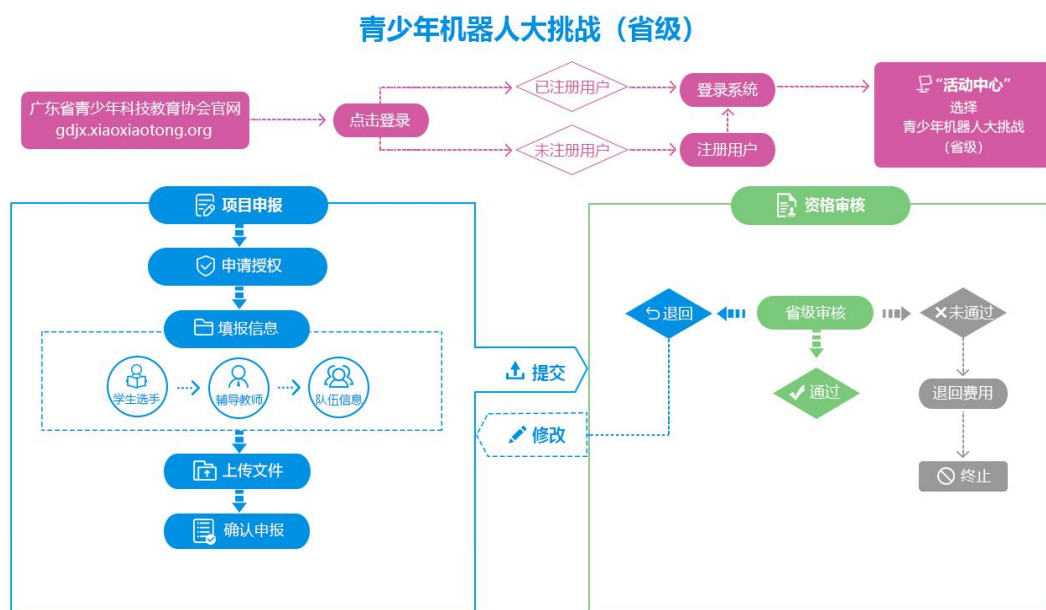 青少年机器人大挑战（省级）
广东省青少年科技教育协会官网
gdjx.xiaoxiaotong.org
点击登录
已注册用户
未注册用户
登录系统
注册用户
“活动中心”
选择
青少年机器人大挑战
（省级）
项目申报
申请授权
填报信息
学生选手
辅导教师
队伍信息
上传文件
确认申报
提交
修改
资格审核
退回
省级审核
未通过
通过
退回费用
终止